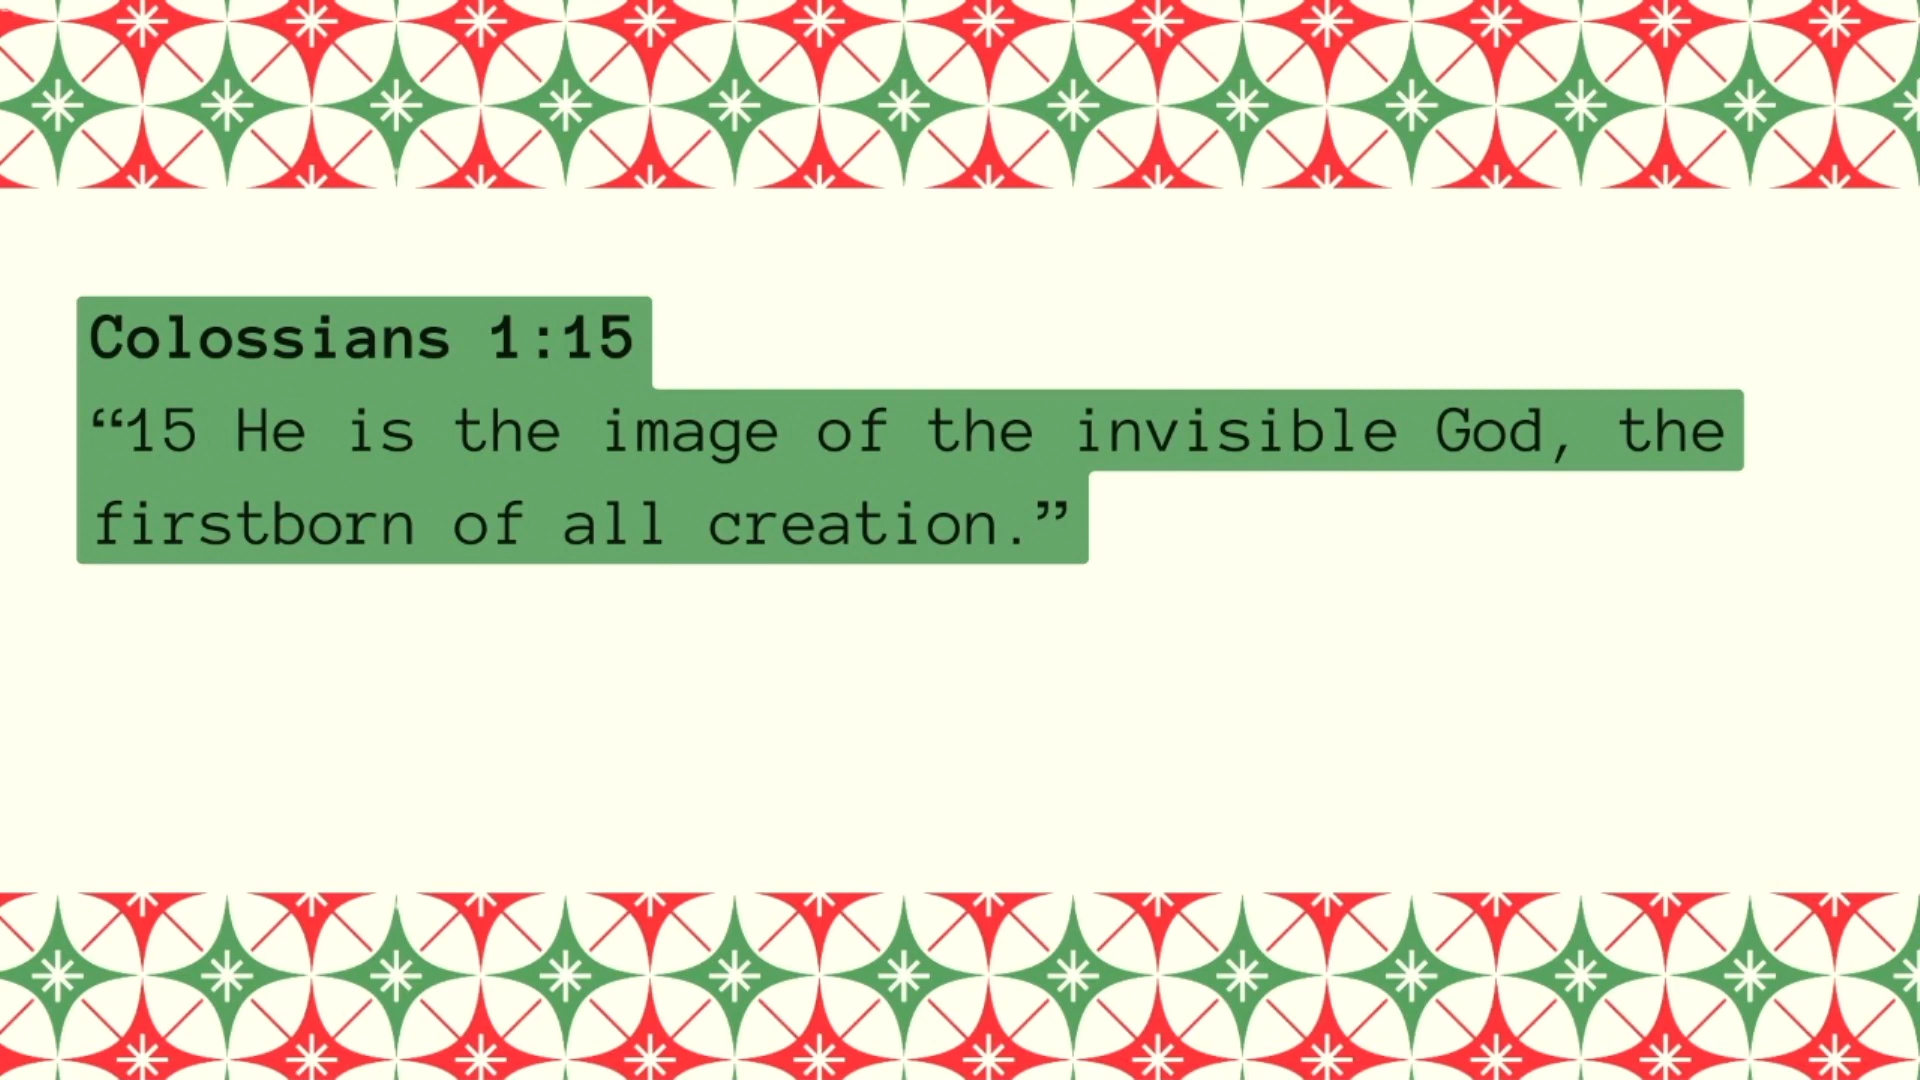 Colossians 1:15
“15 He is the image of the invisible God, the
firstborn of all creation.”